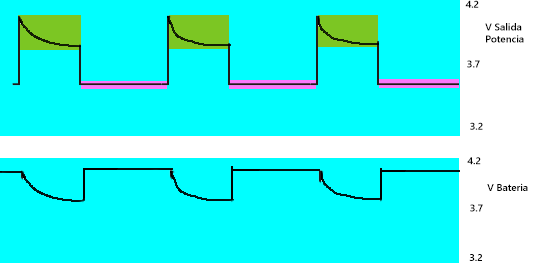 4.2
V Salida
Potencia
3.7
3.2
4.2
V Bateria
3.7
3.2